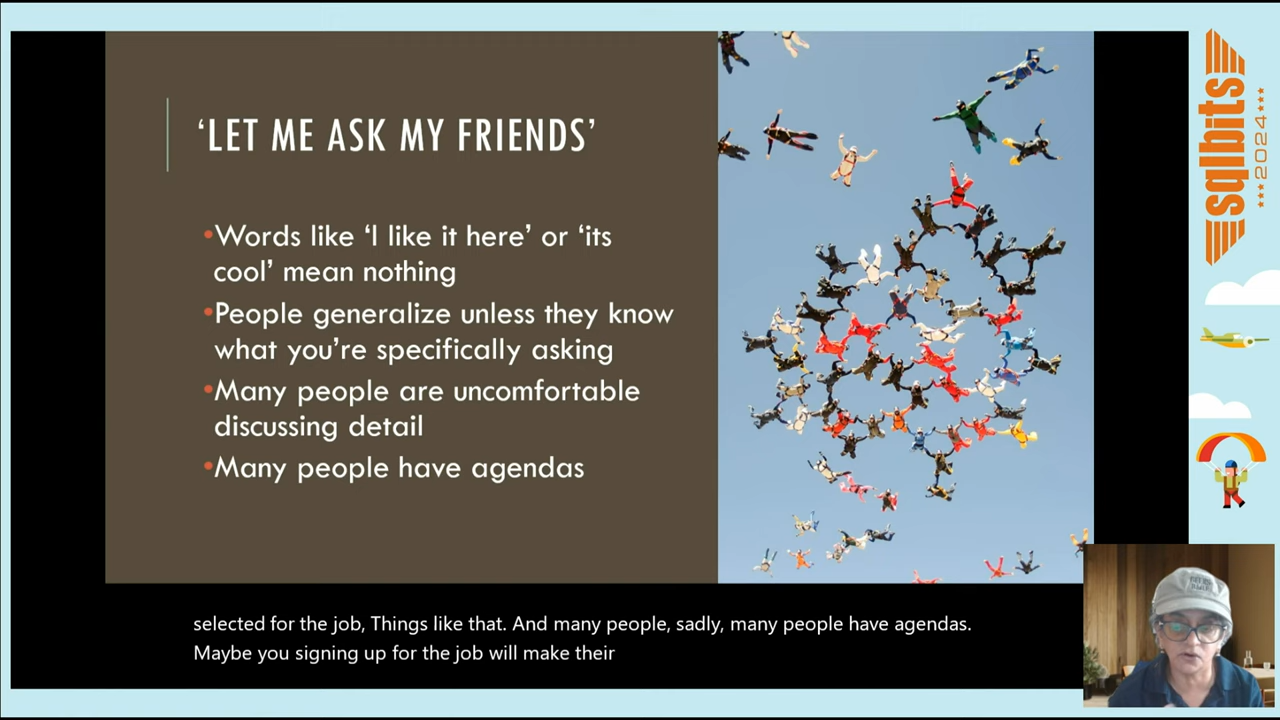 ‘LET ME ASK MY FRIENDS’
•Words like ‘I like it here’ or ‘its
cool’ mean nothing
•People generalize unless they know
what you’re specifically asking
•Many people are uncomfortable
discussing detail
•Many people have agendas
selected for the job, Things like that. And many people, sadly, many people have agendas.
Maybe you signing up for the job will make their
sqlbits
2024